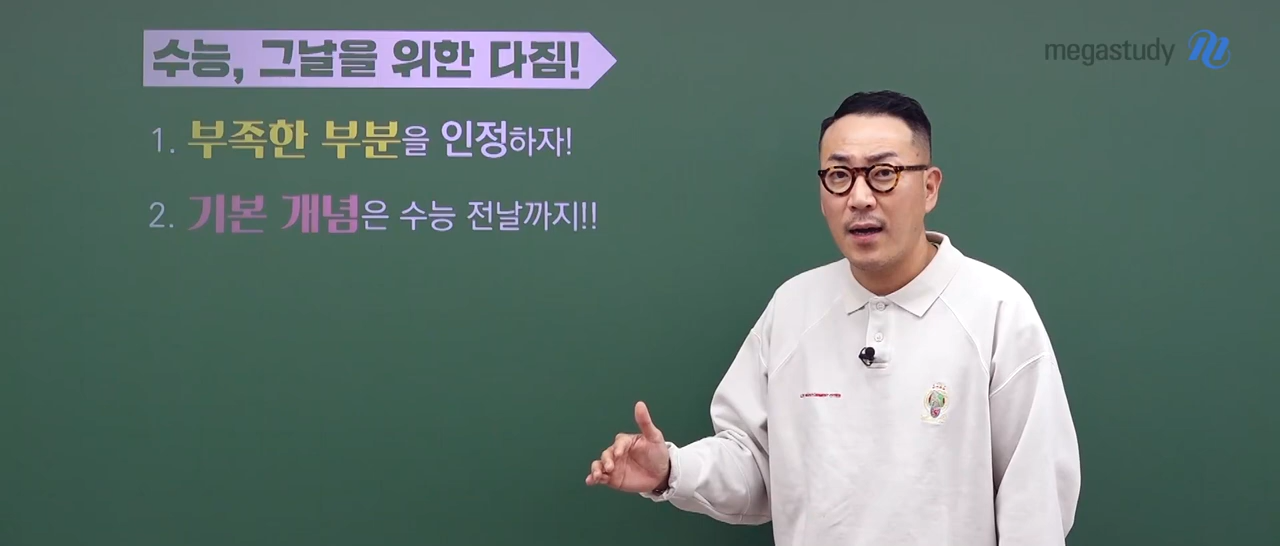 수능, 그날을 위한 다짐!
megastudy
1. 부족한 부분을 인정하자!
2. 기본 개념은 수능 전날까지!!